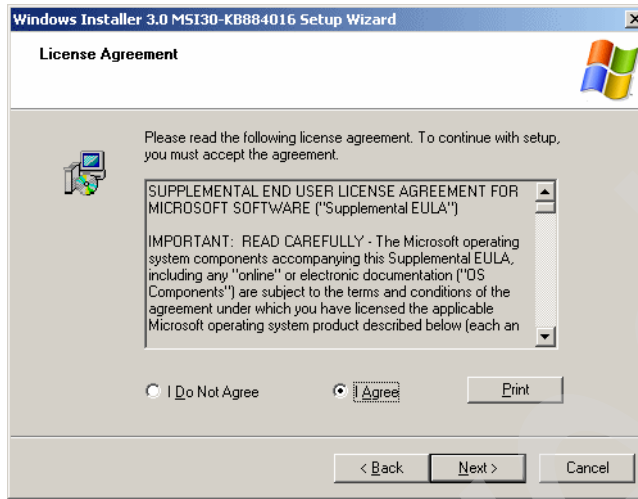 Windows Installer 3.0 MSI30-KB884016 Setup Wizard
License Agreement
Please read the following license agreement. To continue with setup,
you must accept the agreement.
SUPPLEMENTAL END USER LICENSE AGREEMENT FOR
MICROSOFT SOFTWARE ("Supplemental EULA")
IMPORTANT: READ CAREFULLY - The Microsoft operating
system components accompanying this Supplemental EULA,
including any "online" or electronic documentation ("OS
Components") are subject to the terms and conditions of the
agreement under which you have licensed the applicable
Microsoft operating system product described below (each an
I Do Not Agree
I Agree
Print
< Back
Next >
Cancel